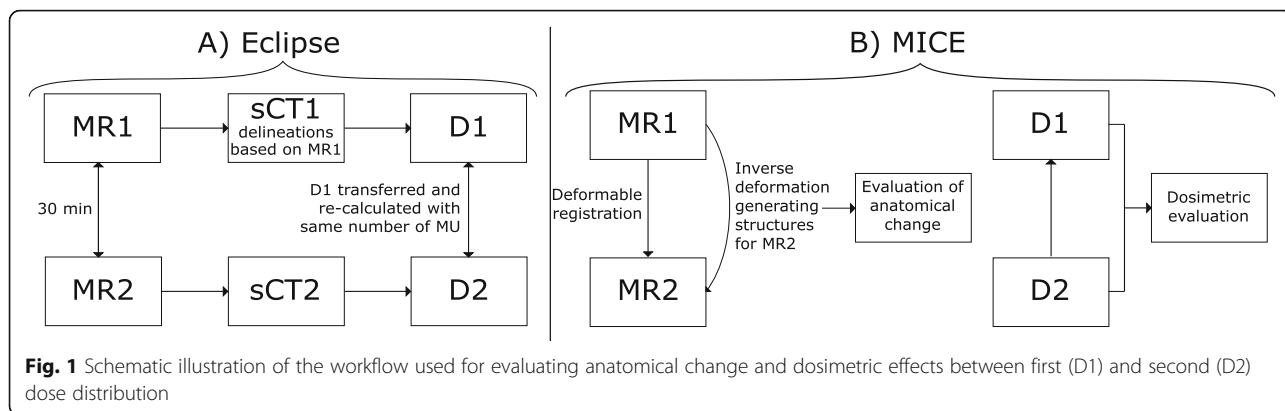 A) Eclipse
MR1
sCT1
delineations
based on MR1
D1
30 min
D1 transferred and
re-calculated with
same number of MU
MR2
sCT2
D2
B) MICE
MR1
Deformable
registration
Inverse
deformation
generating
structures
for MR2
Evaluation of
anatomical
change
MR2
D1
Dosimetric
evaluation
D2
Fig. 1 Schematic illustration of the workflow used for evaluating anatomical change and dosimetric effects between first (D1) and second (D2)
dose distribution